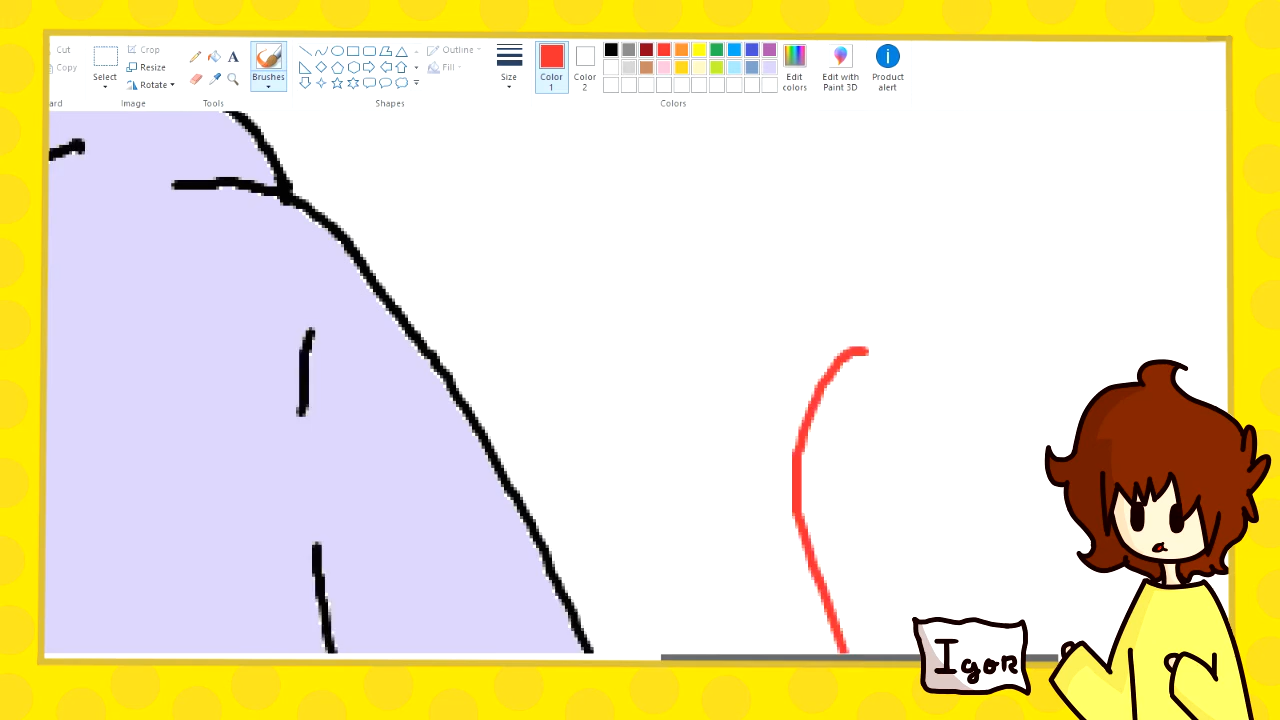 Cut
Copy
ard
Select
Crop
Resize
Rotate
Image
A
Tools
Brushes
Outline
Fill
Shapes
Size
Color
1
Color
2
Colors
Edit
colors
Edit with
Paint 3D
i
Product
alert
Igor